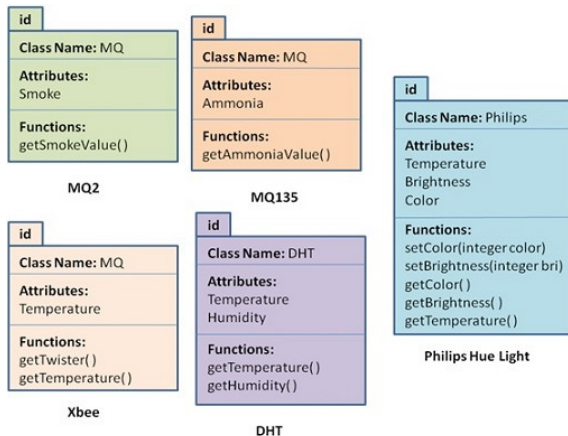 id
Class Name: MQ
Attributes:
Smoke
Functions:
getSmokeValue()
MQ2
id
Class Name: MQ
Attributes:
Ammonia
Functions:
getAmmoniaValue()
MQ135
id
Class Name: Philips
Attributes:
Temperature
Brightness
Color
Functions:
setColor(integer color)
setBrightness(integer bri)
getColor()
getBrightness()
getTemperature()
Philips Hue Light
id
Class Name: MQ
Attributes:
Temperature
Functions:
getTwister()
getTemperature()
Xbee
id
Class Name: DHT
Attributes:
Temperature
Humidity
Functions:
getTemperature()
getHumidity()
DHT